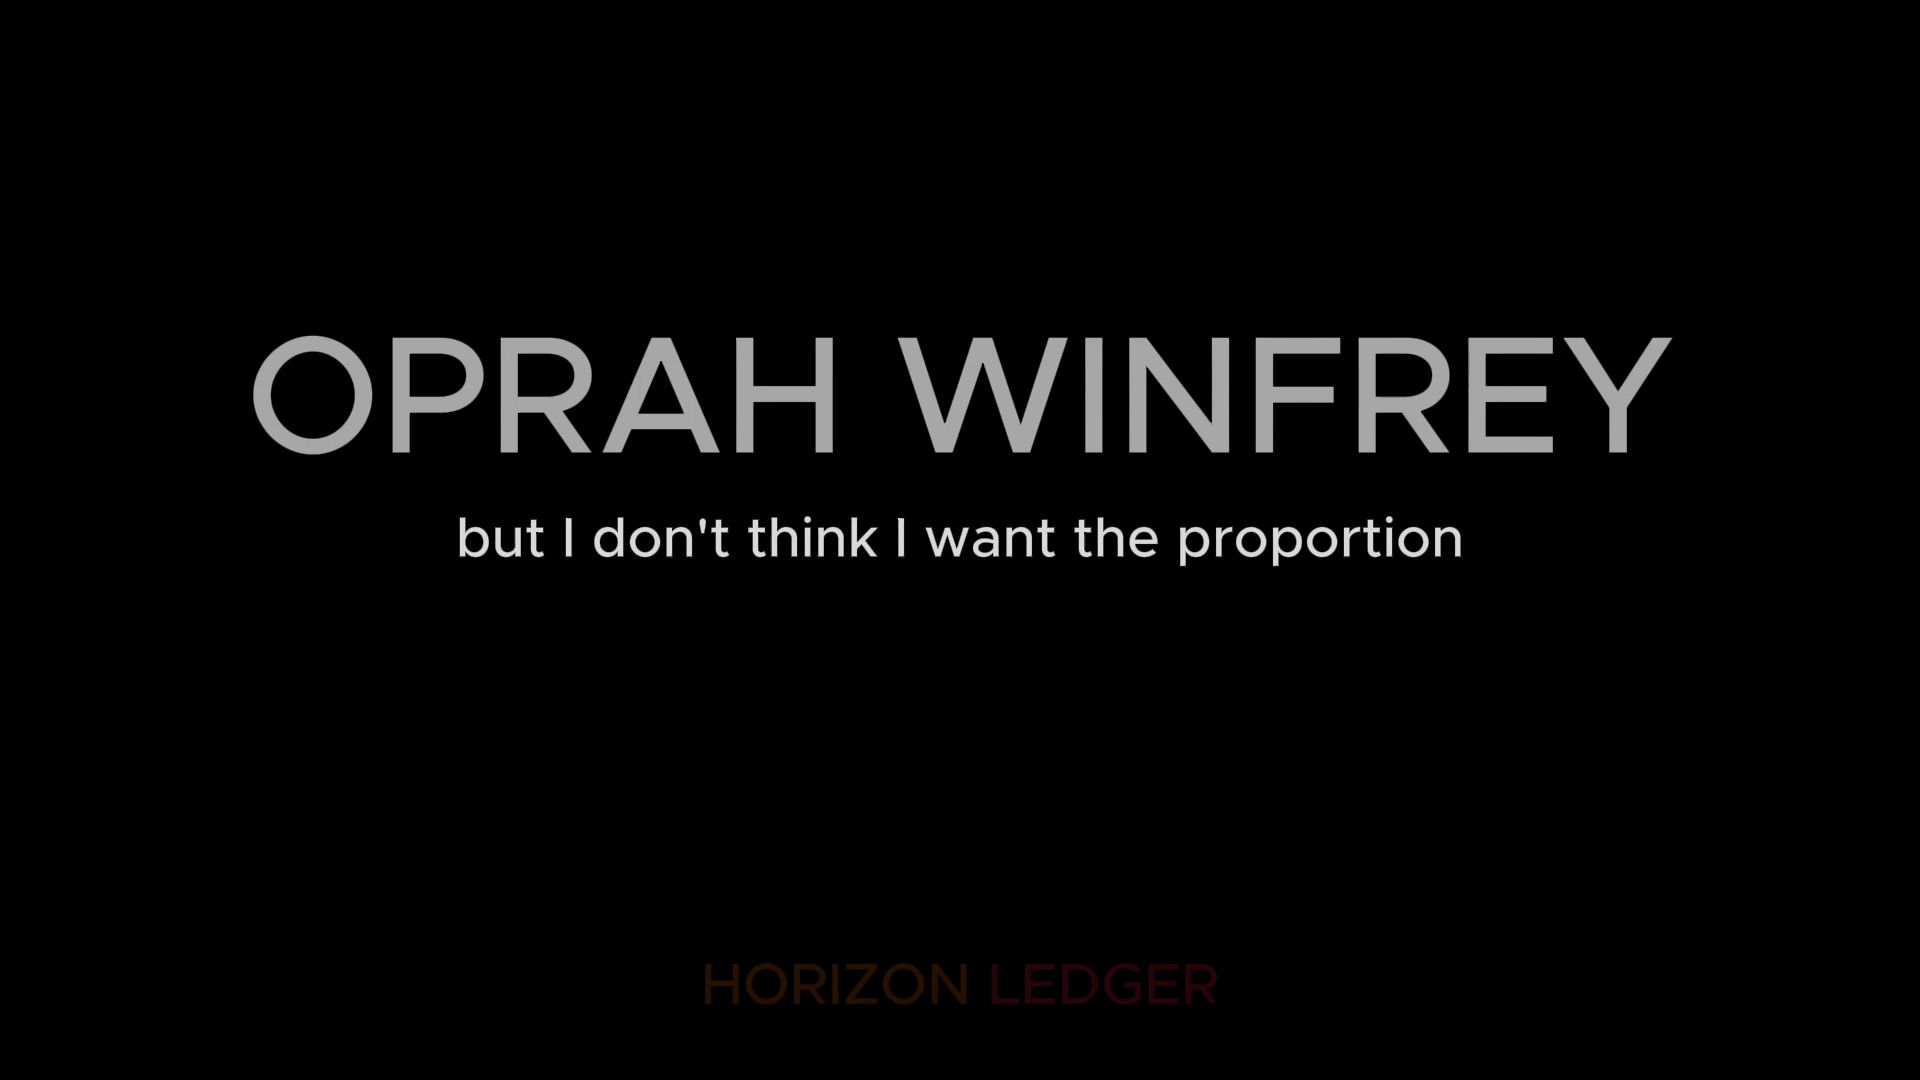 OPRAH WINFREY
but I don't think I want the proportion
HORIZON LEDGER